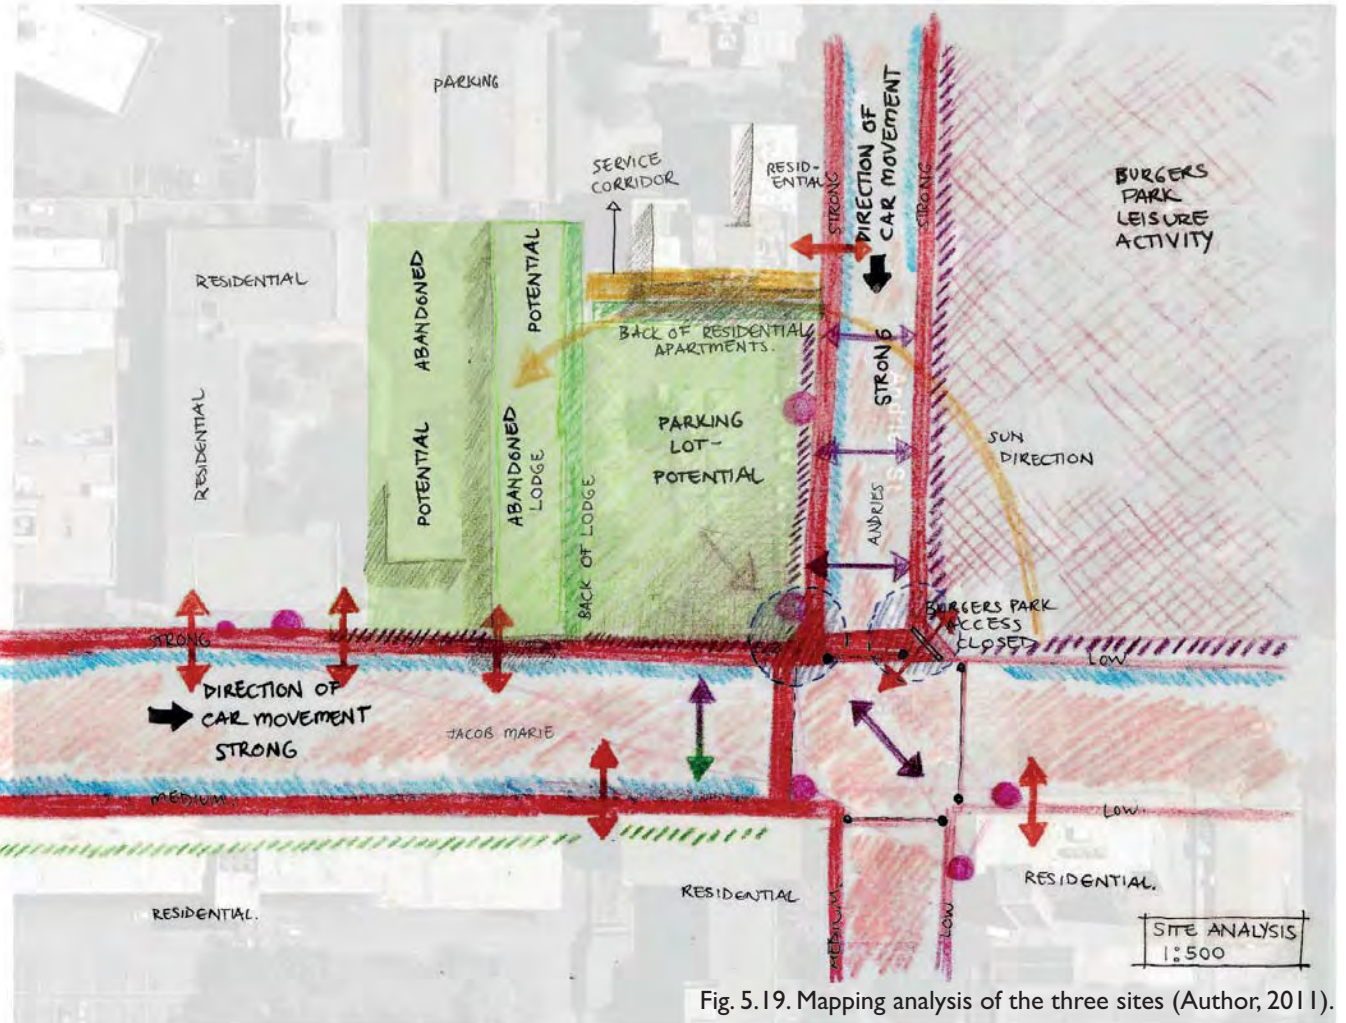 PARKING
SERVICE
CORRIDOR
RESID-
ENTIAL
STRONG
DIRECTION OF
CAR MOVEMENT
STRONG
BURGERS
PARK
LEISURE
ACTIVITY
RESIDENTIAL
ABANDONED
POTENTIAL
BACK OF RESIDENTIAL
APARTMENTS.
STRONG
RESIDENTIAL
POTENTIAL
ABANDONED
LODGE
PARKING
LOT-
POTENTIAL
SUN
DIRECTION
BACK OF LODGE
ANDRIES
BURGERS PARK
ACCESS
CLOSED
STRONG
LOW
DIRECTION OF
CAR MOVEMENT
STRONG
JACOB MARIE
MEDIUM.
LOW.
RESIDENTIAL.
RESIDENTIAL
RESIDENTIAL.
MEDIUM.
LOW
SITE ANALYSIS
1:500
Fig. 5.19. Mapping analysis of the three sites (Author, 2011).